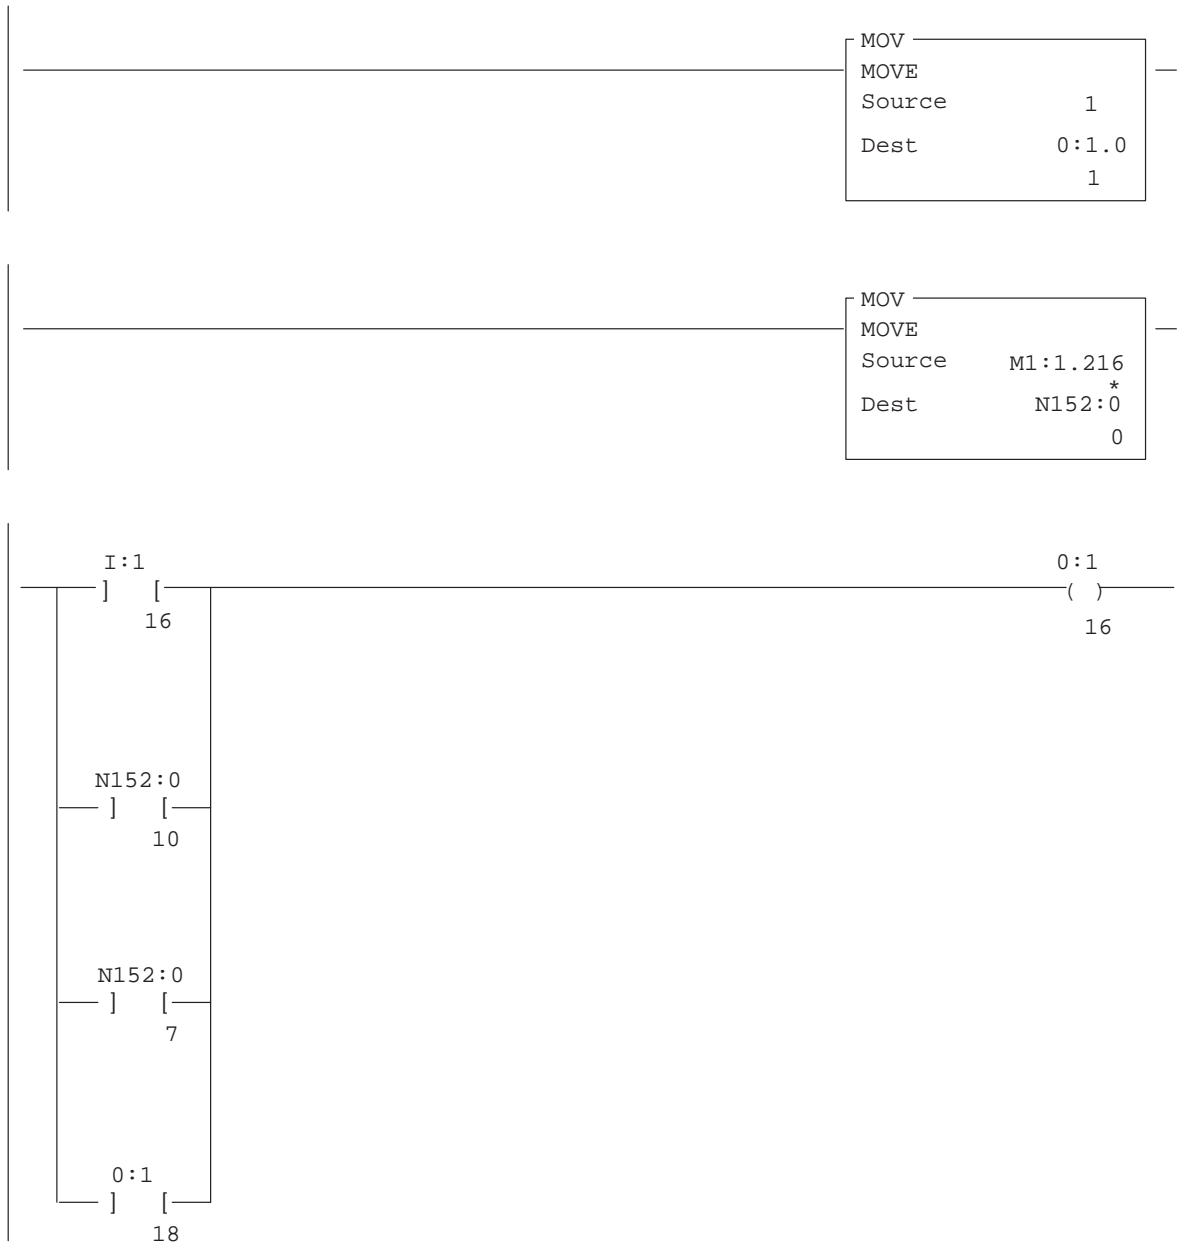 MOV
MOVE
Source 1
Dest 0:1.0
1
MOV
MOVE
Source M1:1.216
*
Dest N152:0
0
I:1 0:1
] [ ( )
16 16
N152:0
] [
10
N152:0
] [
7
0:1
] [
18